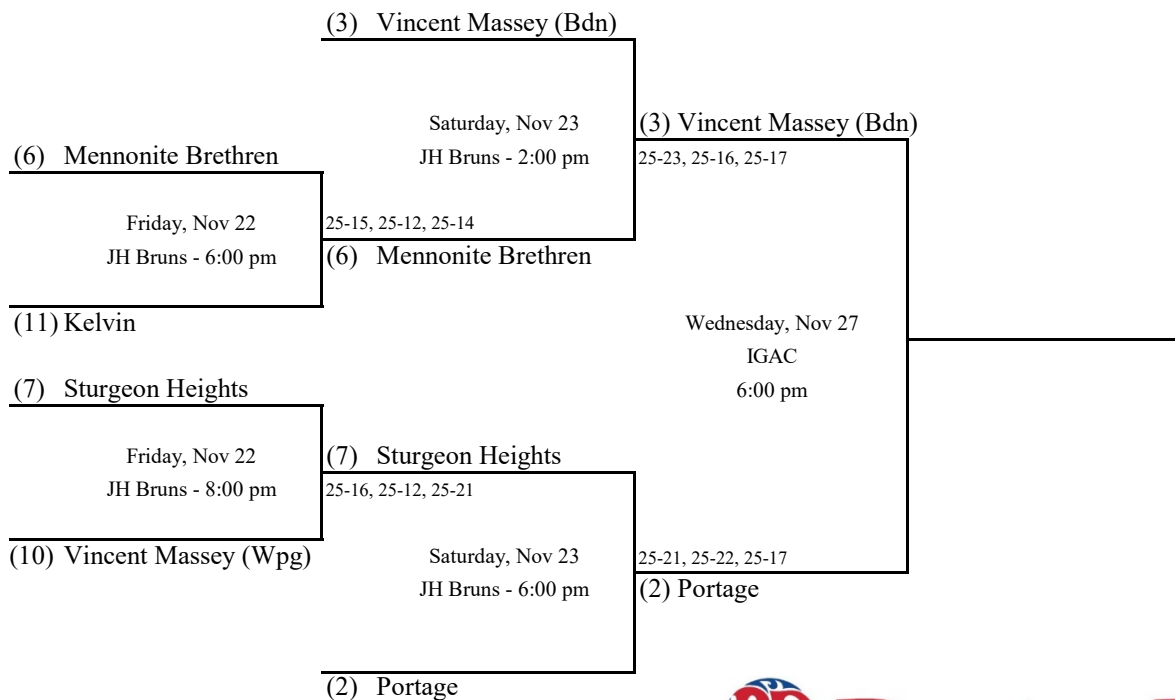 (3) Vincent Massey (Bdn)
Saturday, Nov 23
JH Bruns - 2:00 pm
(3) Vincent Massey (Bdn)
25-23, 25-16, 25-17
(6) Mennonite Brethren
Friday, Nov 22
JH Bruns - 6:00 pm
25-15, 25-12, 25-14
(6) Mennonite Brethren
(11) Kelvin
Wednesday, Nov 27
IGAC
6:00 pm
(7) Sturgeon Heights
Friday, Nov 22
JH Bruns - 8:00 pm
(7) Sturgeon Heights
25-16, 25-12, 25-21
(10) Vincent Massey (Wpg)
Saturday, Nov 23
JH Bruns - 6:00 pm
25-21, 25-22, 25-17
(2) Portage
(2) Portage